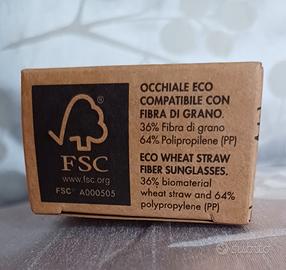 OCCHIALE ECO
COMPATIBILE CON
FIBRA DI GRANO.
36% Fibra di grano
64% Polipropilene (PP)
ECO WHEAT STRAW
FIBER SUNGLASSES.
36% biomaterial
wheat straw and 64%
polypropylene (PP)
FSC
www.fsc.org
FSC® A000505
subito